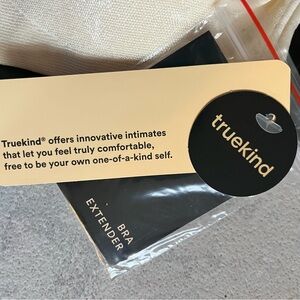 Truekind® offers innovative intimates
that let you feel truly comfortable,
free to be your own one-of-a-kind self.
truekind
BRA
EXTENDER